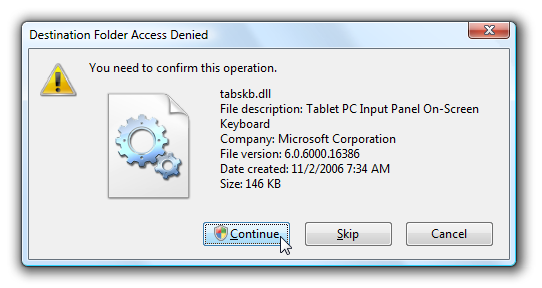 Destination Folder Access Denied
You need to confirm this operation.
tabskb.dll
File description: Tablet PC Input Panel On-Screen
Keyboard
Company: Microsoft Corporation
File version: 6.0.6000.16386
Date created: 11/2/2006 7:34 AM
Size: 146 KB
Continue
Skip
Cancel